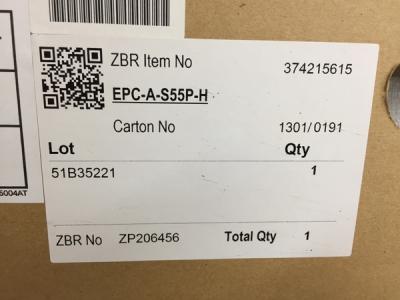 ZBR Item No 374215615
EPC-A-S55P-H
Carton No 1301/0191
Lot Qty
51B35221 1
ZBR No ZP206456 Total Qty 1
5004AT